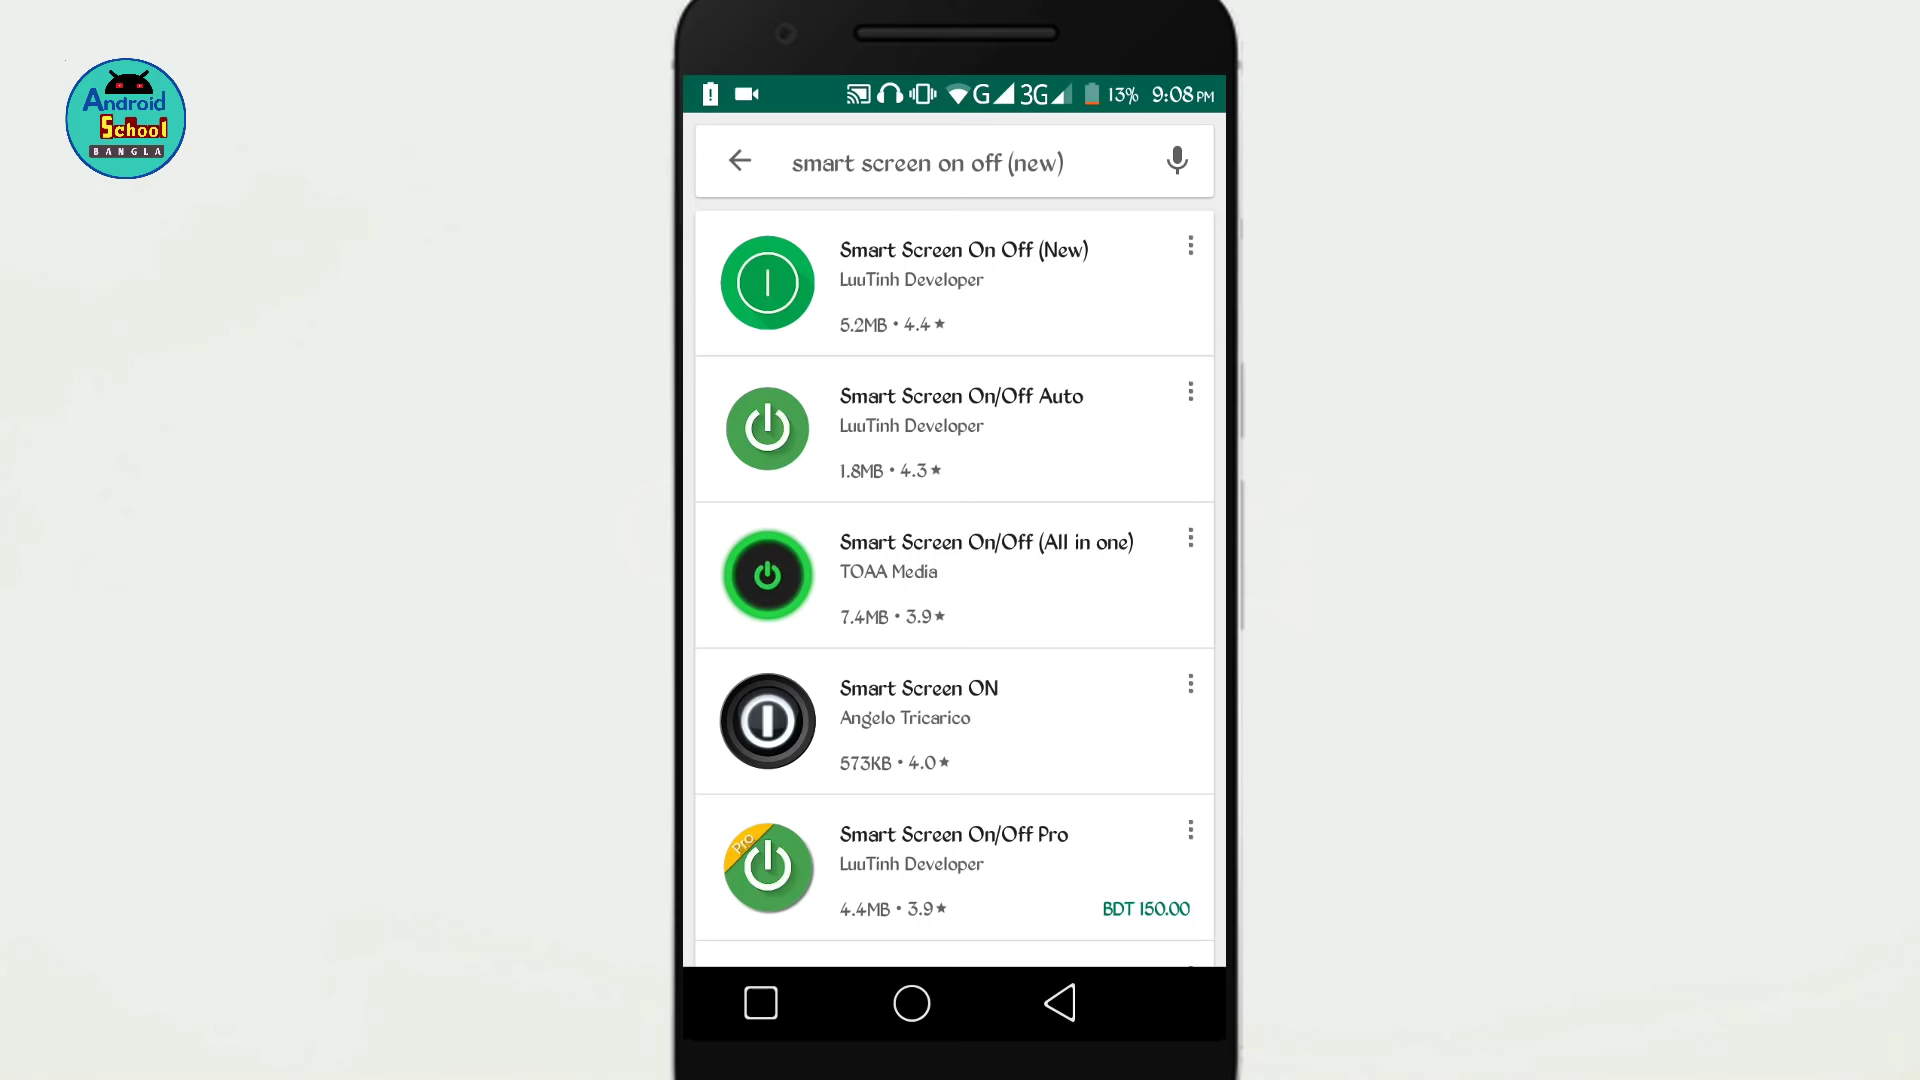 Android
School
BANGLA
G 3G 13% 9:08 PM
smart screen on off (new)
Smart Screen On Off (New)
LuuTinh Developer
5.2MB • 4.4 ★
Smart Screen On/Off Auto
LuuTinh Developer
1.8MB • 4.3 ★
Smart Screen On/Off (All in one)
TOAA Media
7.4MB • 3.9 ★
Smart Screen ON
Angelo Tricarico
573KB • 4.0 ★
Pro
Smart Screen On/Off Pro
LuuTinh Developer
4.4MB • 3.9 ★ BDT 150.00